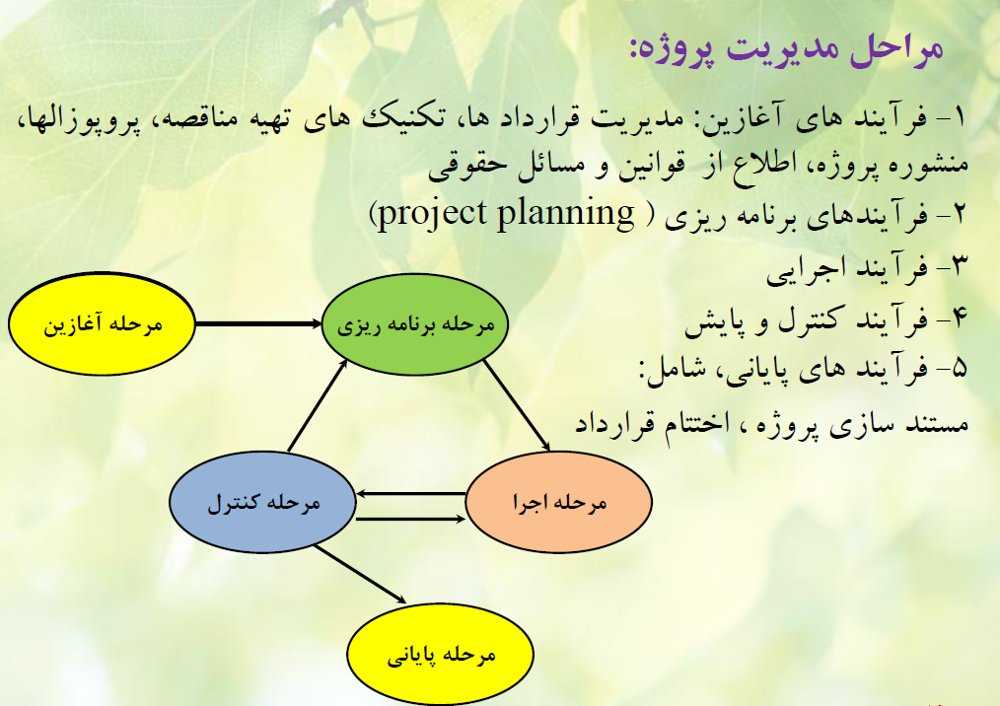 مراحل مدیریت پروژه:
۱- فرآیند های آغازین: مدیریت قرارداد ها، تکنیک های تهیه مناقصه، پروپوزالها،
منشوره پروژه، اطلاع از قوانین و مسائل حقوقی
۲- فرآیندهای برنامه ریزی ( project planning)
۳- فرآیند اجرایی
۴- فرآیند کنترل و پایش
۵- فرآیند های پایانی، شامل:
مستند سازی پروژه ، اختتام قرارداد
مرحله برنامه ریزی
مرحله آغازین
مرحله اجرا
مرحله کنترل
مرحله پایانی